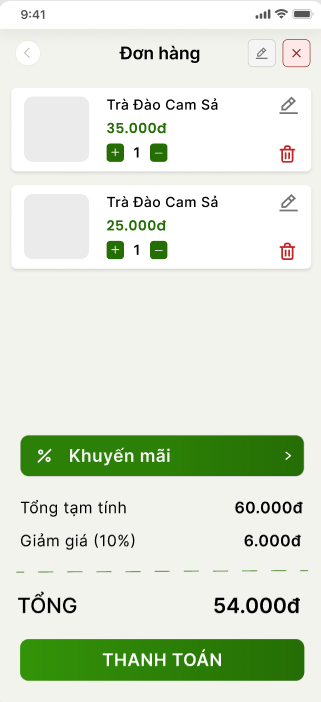 9:41
Đơn hàng
Trà Đào Cam Sả
35.000đ
+ 1 −
Trà Đào Cam Sả
25.000đ
+ 1 −
% Khuyến mãi >
Tổng tạm tính 60.000đ
Giảm giá (10%) 6.000đ
TỔNG 54.000đ
THANH TOÁN